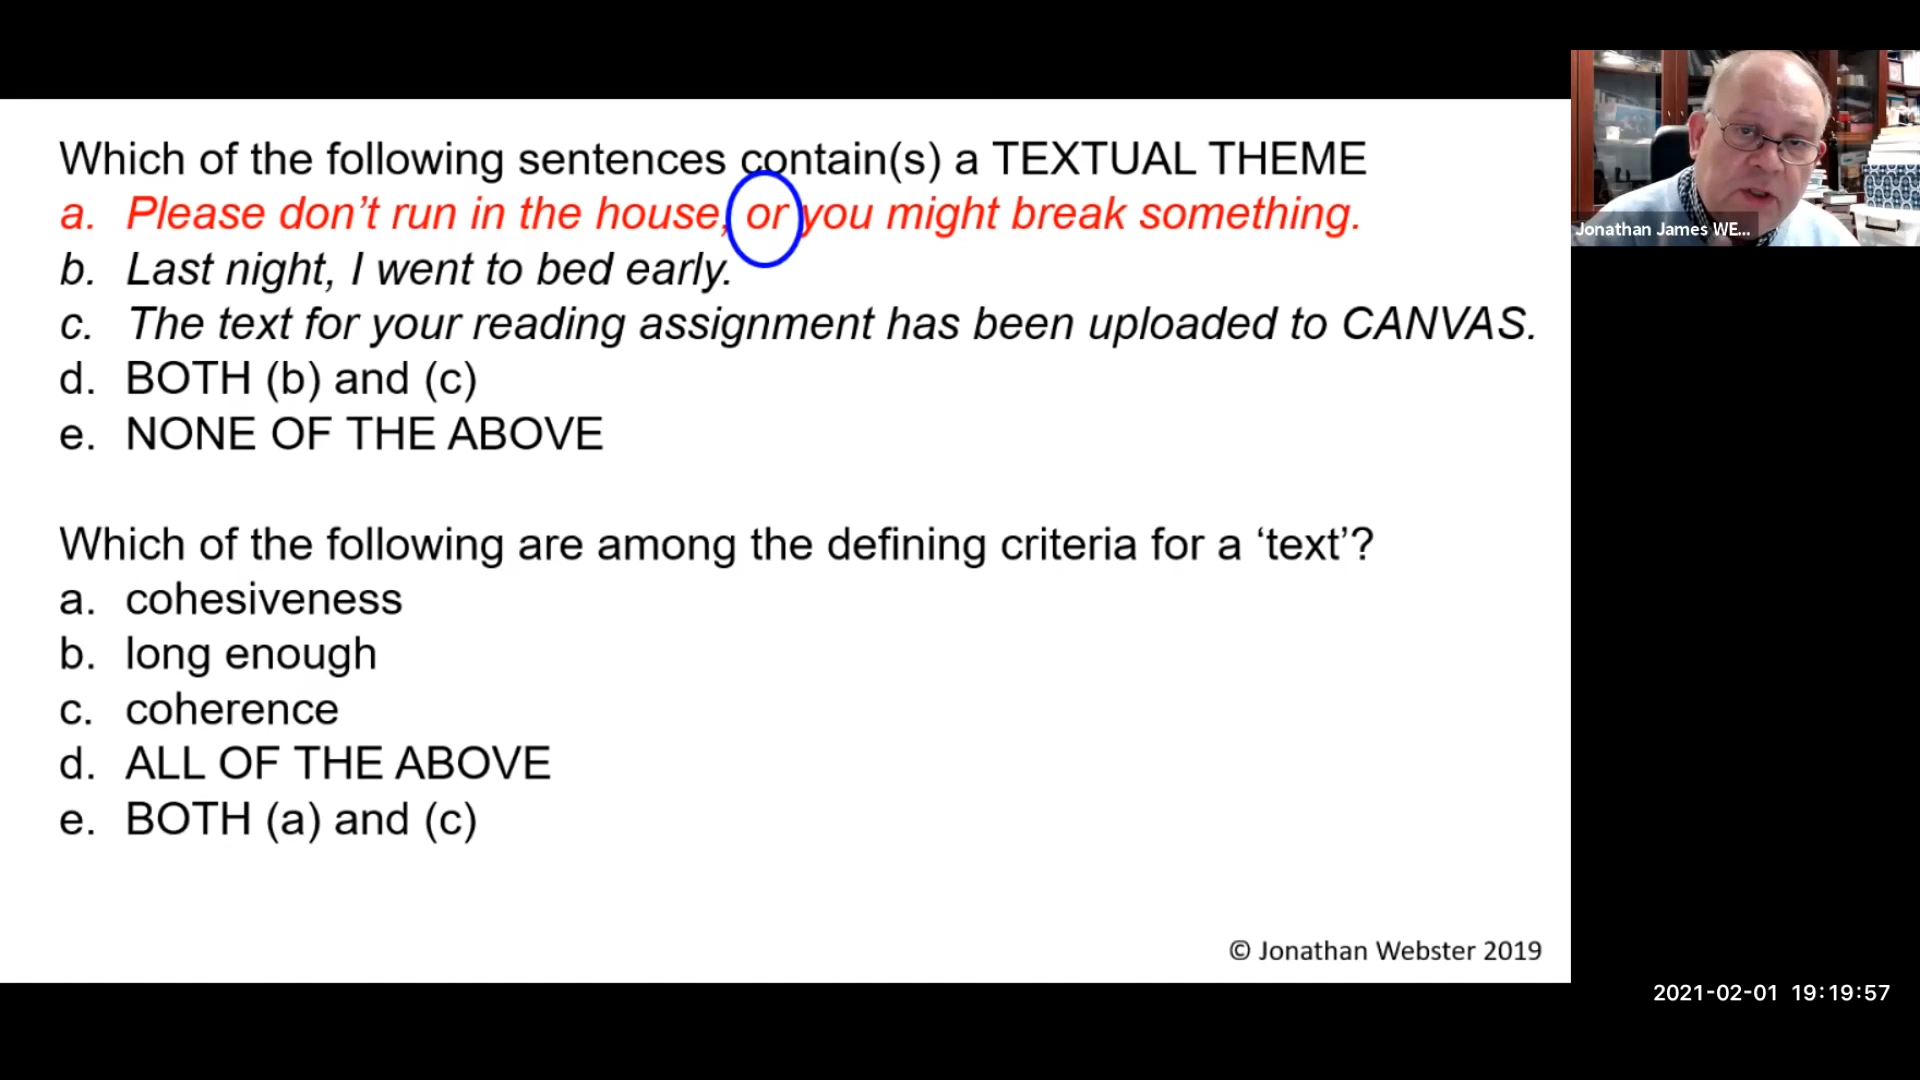 Which of the following sentences contain(s) a TEXTUAL THEME
a. Please don't run in the house, or you might break something.
b. Last night, I went to bed early.
c. The text for your reading assignment has been uploaded to CANVAS.
d. BOTH (b) and (c)
e. NONE OF THE ABOVE
Which of the following are among the defining criteria for a ‘text’?
a. cohesiveness
b. long enough
c. coherence
d. ALL OF THE ABOVE
e. BOTH (a) and (c)
© Jonathan Webster 2019
Jonathan James WE...
2021-02-01 19:19:57